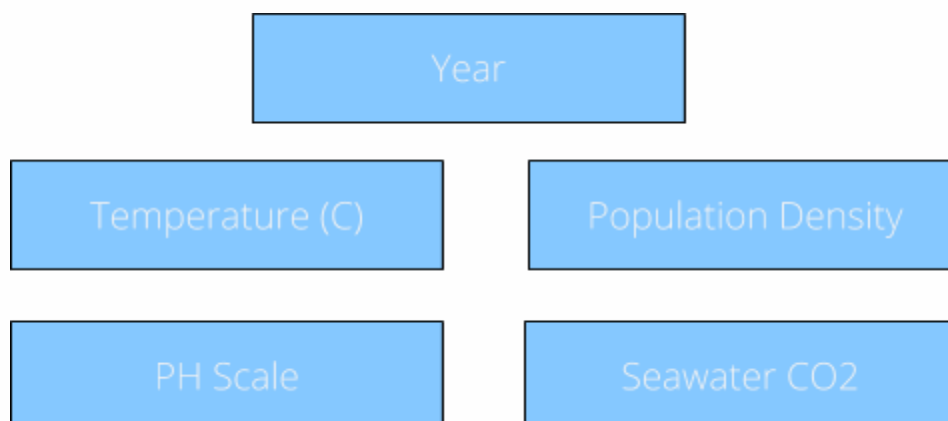 Year
Temperature (C)
Population Density
PH Scale
Seawater CO2